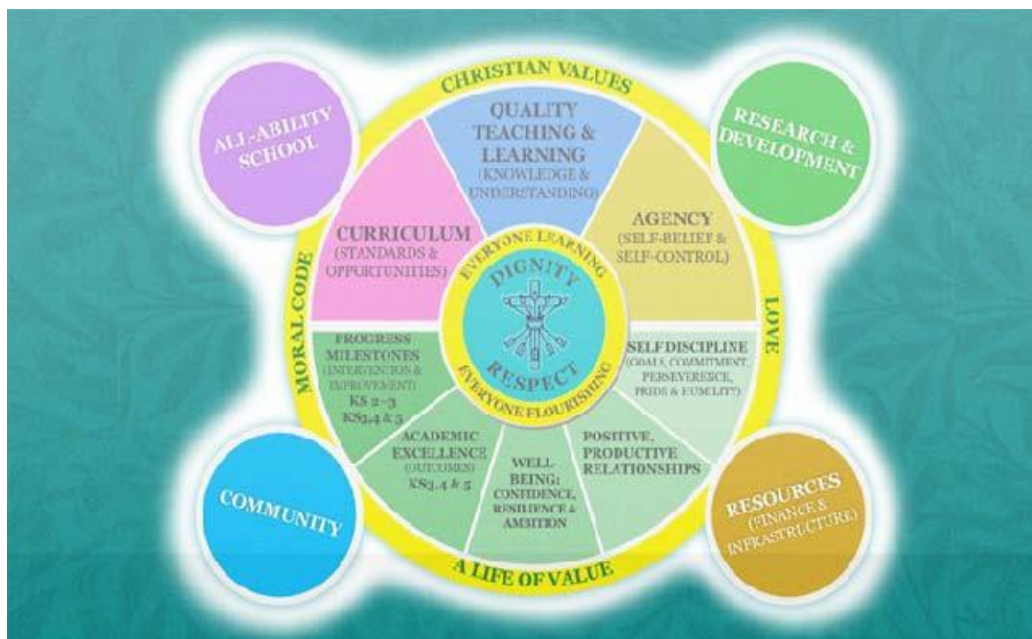 CHRISTIAN VALUES
ALL-ABILITY
SCHOOL
RESEARCH &
DEVELOPMENT
QUALITY
TEACHING &
LEARNING
(KNOWLEDGE &
UNDERSTANDING)
CURRICULUM
(STANDARDS &
OPPORTUNITIES)
AGENCY
(SELF-BELIEF &
SELF-CONTROL)
EVERYONE LEARNING
DIGNITY
RESPECT
EVERYONE FLOURISHING
MORAL CODE
LOVE
PROGRESS
MILESTONES
(INTERVENTION &
IMPROVEMENT)
KS 2-3
KS3,4 & 5
SELF DISCIPLINE
(GOALS, COMMITMENT,
PERSEVERENCE,
PRIDE & HUMILITY)
ACADEMIC
EXCELLENCE
(OUTCOMES)
KS3,4 & 5
WELL-
BEING:
CONFIDENCE,
RESILIENCE &
AMBITION
POSITIVE,
PRODUCTIVE
RELATIONSHIPS
COMMUNITY
RESOURCES
(FINANCE &
INFRASTRUCTURE)
A LIFE OF VALUE